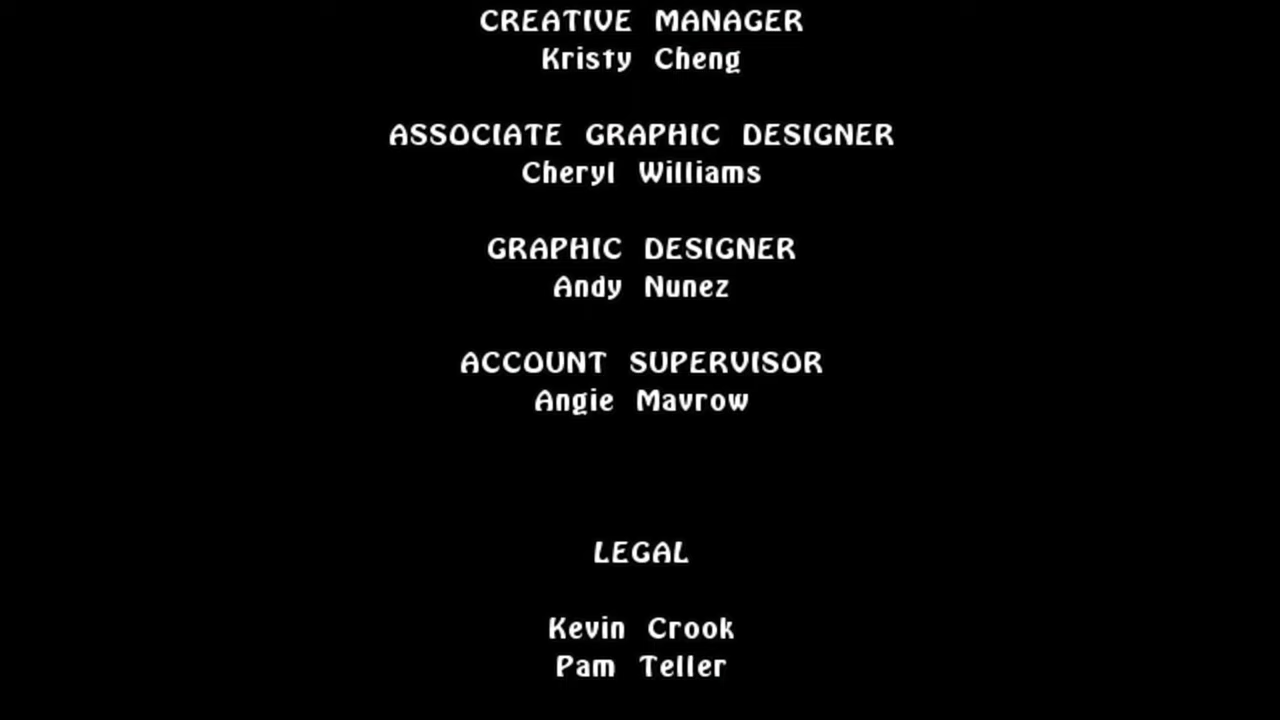 CREATIVE MANAGER
Kristy Cheng
ASSOCIATE GRAPHIC DESIGNER
Cheryl Williams
GRAPHIC DESIGNER
Andy Nunez
ACCOUNT SUPERVISOR
Angie Mavrow
LEGAL
Kevin Crook
Pam Teller